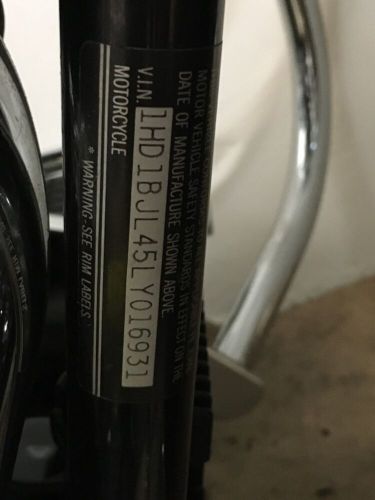 MOTOR VEHICLE SAFETY STANDARDS IN EFFECT ON THE
DATE OF MANUFACTURE SHOWN ABOVE.
V.I.N. 1HD1BJL45LY016931
MOTORCYCLE
* WARNING-SEE RIM LABELS.